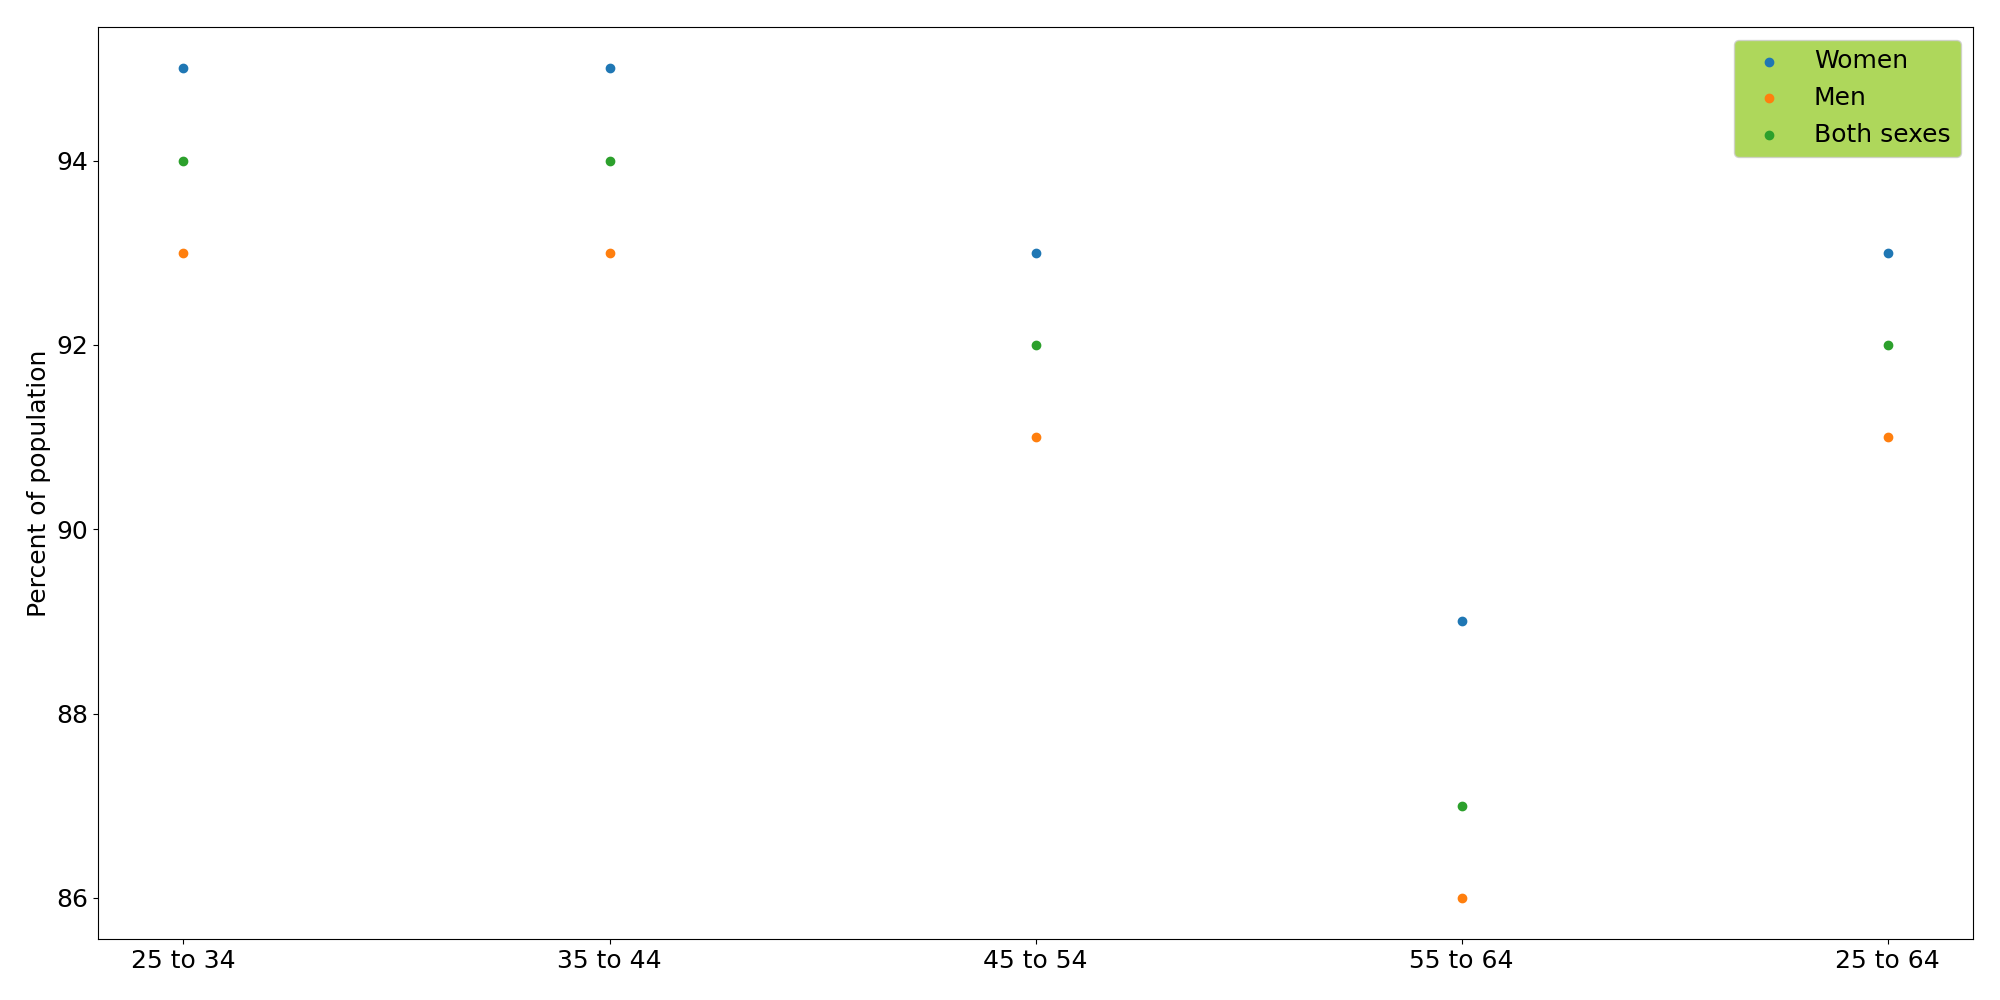 Women
Men
Both sexes
94
92
90
88
86
Percent of population
25 to 34
35 to 44
45 to 54
55 to 64
25 to 64